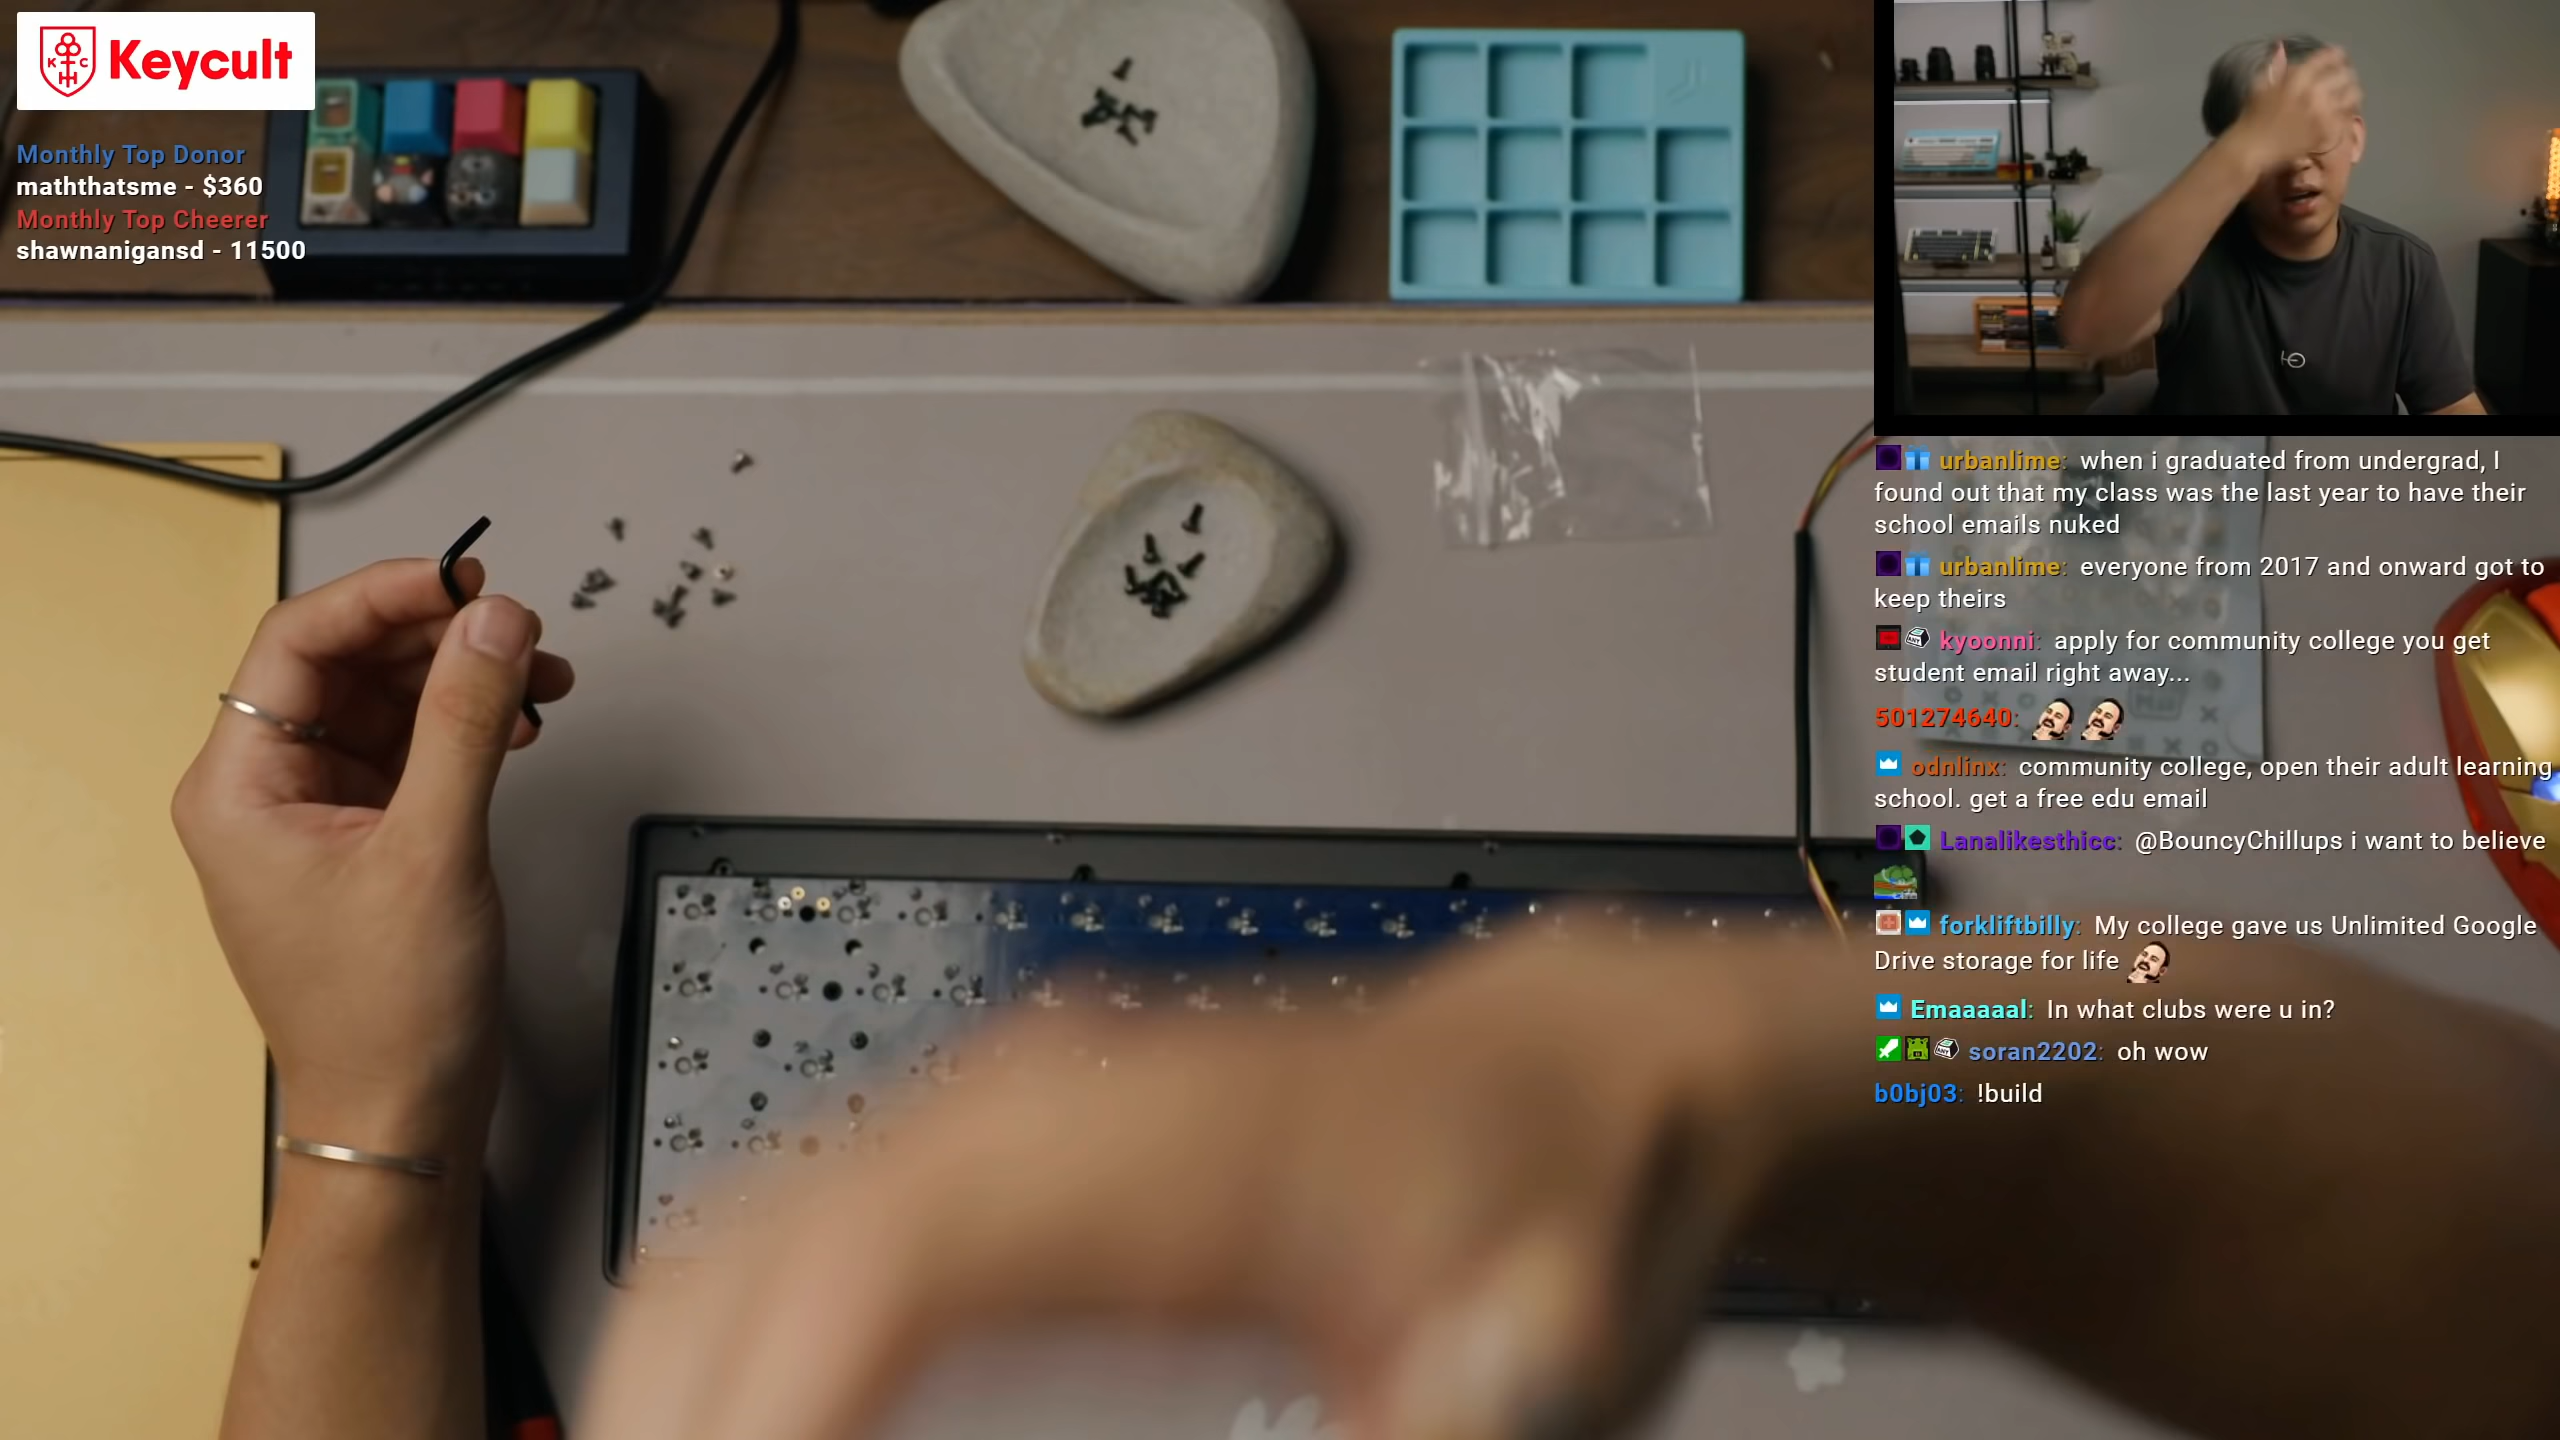 Keycult
K C
Monthly Top Donor
maththatsme - $360
Monthly Top Cheerer
shawnanigansd - 11500
urbanlime: when i graduated from undergrad, I
found out that my class was the last year to have their
school emails nuked
urbanlime: everyone from 2017 and onward got to
keep theirs
kyoonni: apply for community college you get
student email right away...
501274640:
odnlinx: community college, open their adult learning
school. get a free edu email
Lanalikesthicc: @BouncyChillups i want to believe
forkliftbilly: My college gave us Unlimited Google
Drive storage for life
Emaaaaal: In what clubs were u in?
soran2202: oh wow
b0bj03: !build